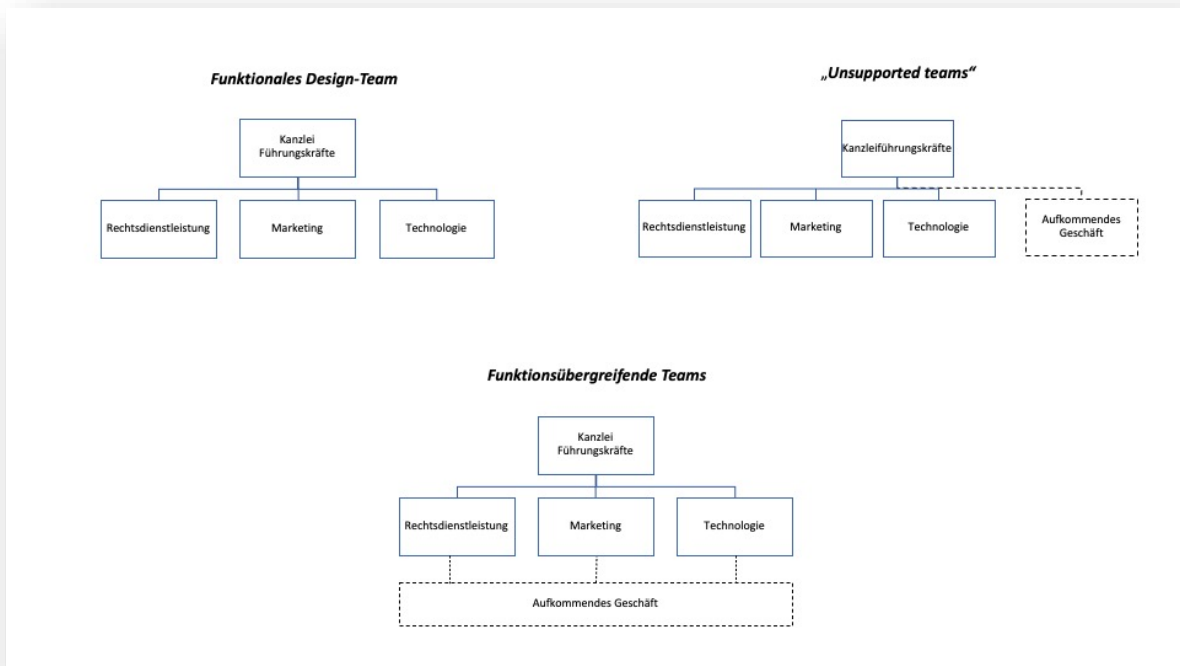 Funktionales Design-Team
Kanzlei
Führungskräfte
Rechtsdienstleistung
Marketing
Technologie
„Unsupported teams“
Kanzleiführungskräfte
Rechtsdienstleistung
Marketing
Technologie
Aufkommendes
Geschäft
Funktionsübergreifende Teams
Kanzlei
Führungskräfte
Rechtsdienstleistung
Marketing
Technologie
Aufkommendes Geschäft